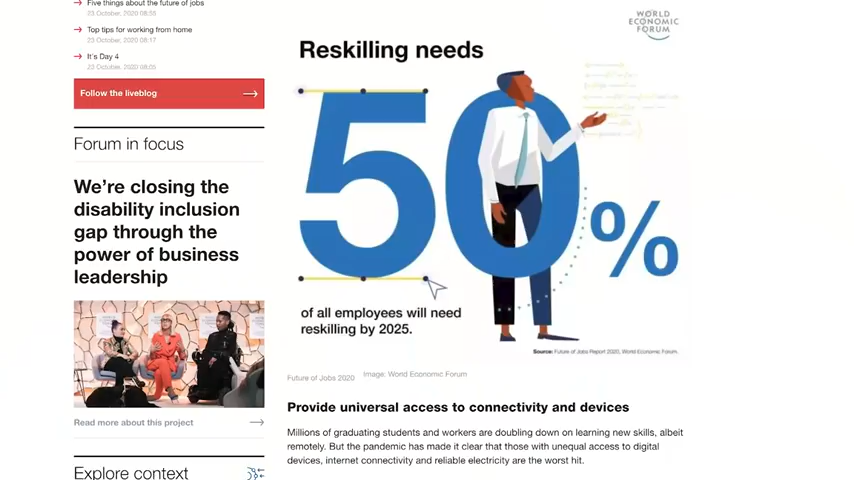 Five things about the future of jobs
23 October, 2020 08:55
Top tips for working from home
23 October, 2020 08:17
It's Day 4
23 October, 2020 08:05
Follow the liveblog
Forum in focus
We're closing the
disability inclusion
gap through the
power of business
leadership
Read more about this project
Explore context
WORLD
ECONOMIC
FORUM
Reskilling needs
50%
of all employees will need
reskilling by 2025.
Source: Future of Jobs Report 2020, World Economic Forum.
Future of Jobs 2020 Image: World Economic Forum
Provide universal access to connectivity and devices
Millions of graduating students and workers are doubling down on learning new skills, albeit
remotely. But the pandemic has made it clear that those with unequal access to digital
devices, internet connectivity and reliable electricity are the worst hit.